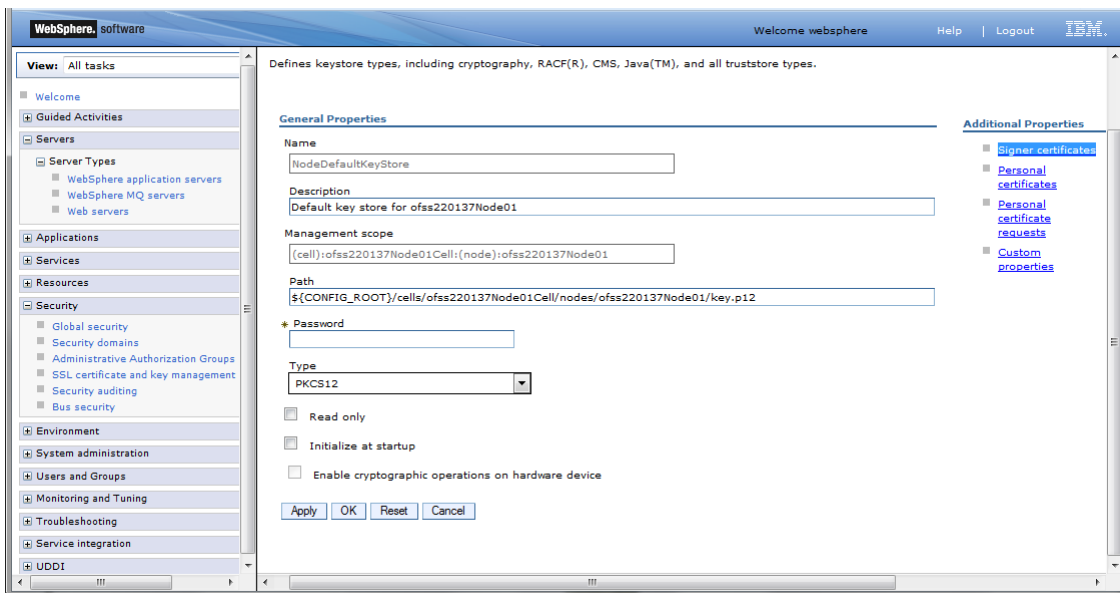 WebSphere. software
Welcome websphere
Help | Logout
IBM.
View: All tasks
Welcome
Guided Activities
Servers
Server Types
WebSphere application servers
WebSphere MQ servers
Web servers
Applications
Services
Resources
Security
Global security
Security domains
Administrative Authorization Groups
SSL certificate and key management
Security auditing
Bus security
Environment
System administration
Users and Groups
Monitoring and Tuning
Troubleshooting
Service integration
UDDI
Defines keystore types, including cryptography, RACF(R), CMS, Java(TM), and all truststore types.
General Properties
Name
NodeDefaultKeyStore
Description
Default key store for ofss220137Node01
Management scope
(cell):ofss220137Node01Cell:(node):ofss220137Node01
Path
${CONFIG_ROOT}/cells/ofss220137Node01Cell/nodes/ofss220137Node01/key.p12
* Password
Type
PKCS12
Read only
Initialize at startup
Enable cryptographic operations on hardware device
Apply OK Reset Cancel
Additional Properties
Signer certificates
Personal
certificates
Personal
certificate
requests
Custom
properties